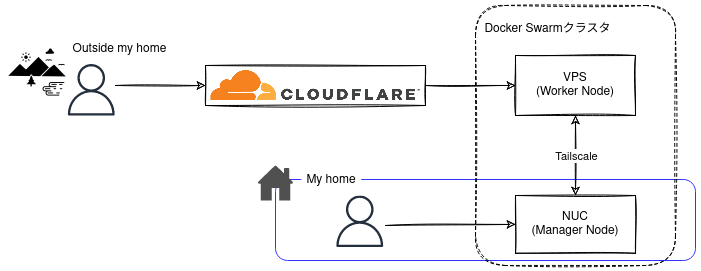 Outside my home
Docker Swarmクラスタ
CLOUDFLARE
VPS
(Worker Node)
Tailscale
My home
NUC
(Manager Node)